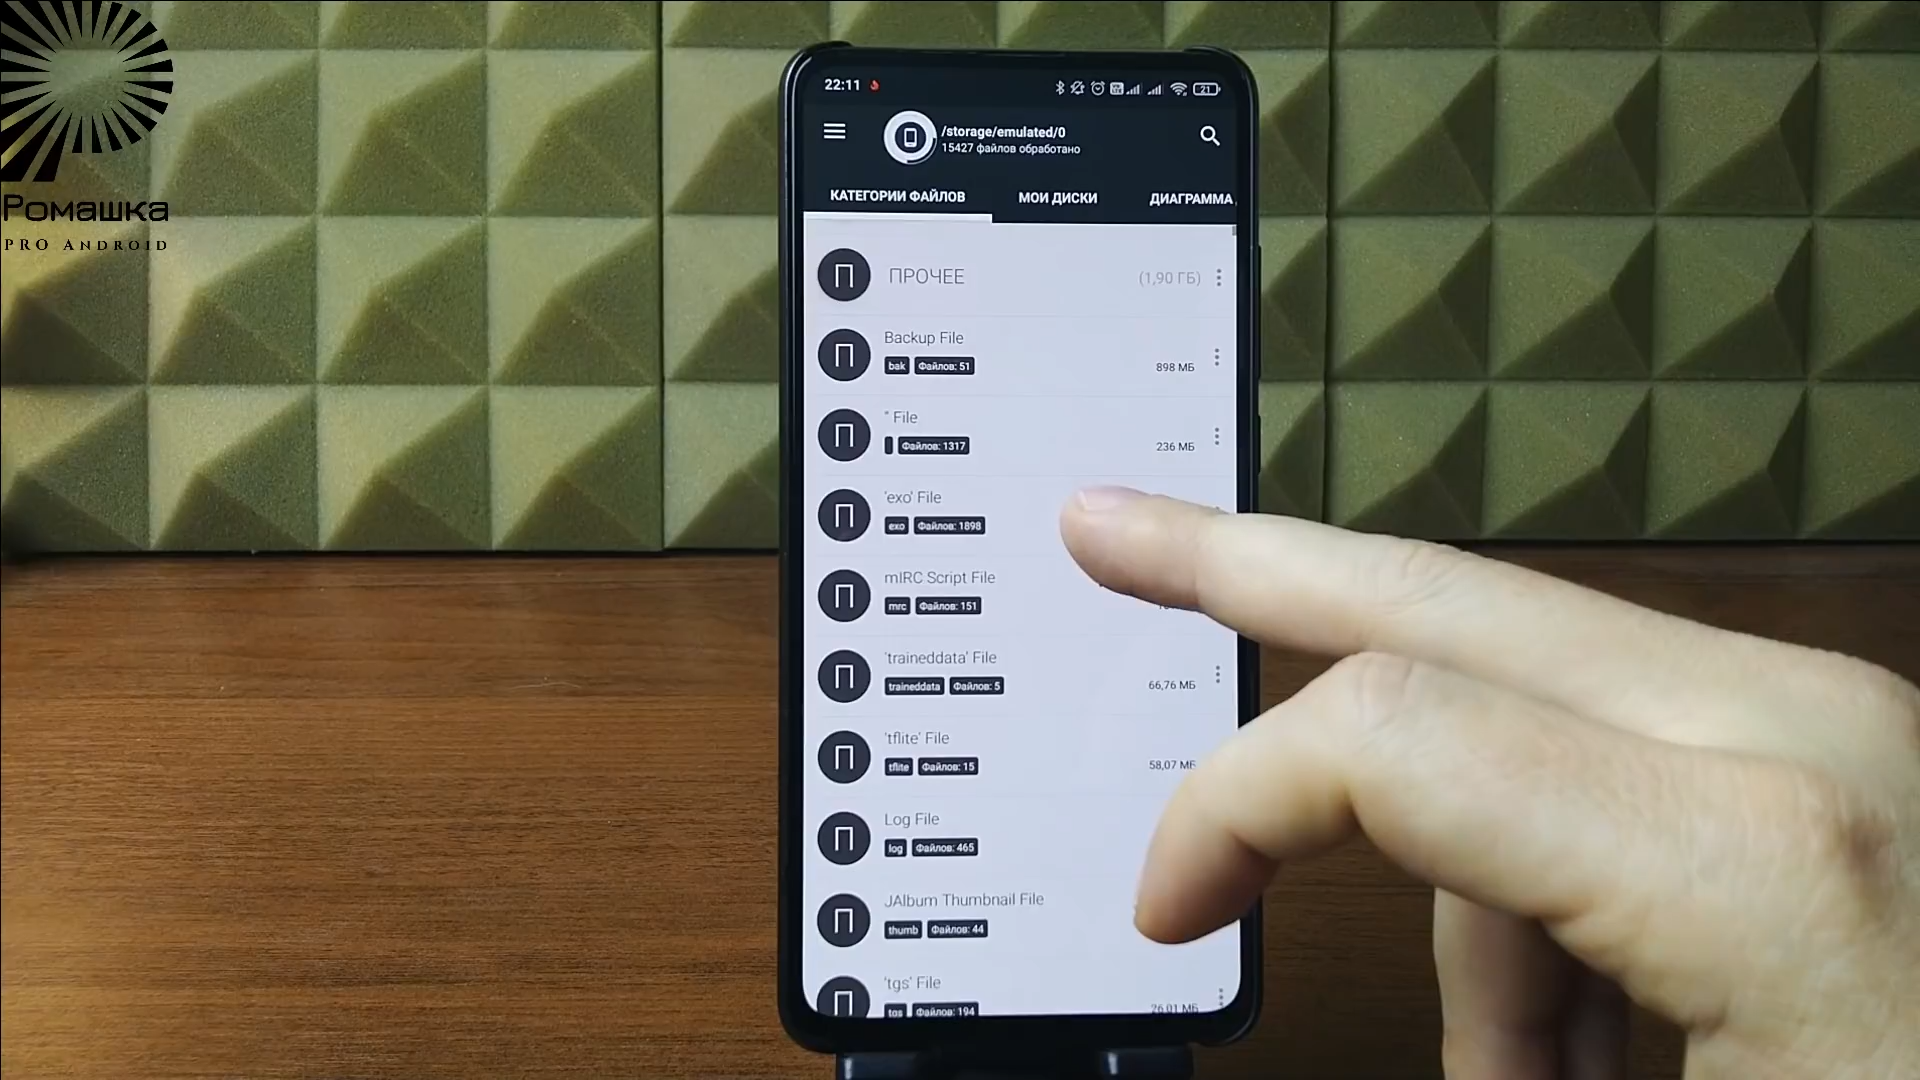 Ромашка
PRO Android
22:11
21
/storage/emulated/0
15427 файлов обработано
КАТЕГОРИИ ФАЙЛОВ
МОИ ДИСКИ
ДИАГРАММА
П
ПРОЧЕЕ
(1,90 ГБ)
П
Backup File
bak
Файлов: 51
898 МБ
П
'' File
Файлов: 1317
236 МБ
П
'exo' File
exo
Файлов: 1898
П
mIRC Script File
mrc
Файлов: 151
П
'traineddata' File
traineddata
Файлов: 5
66,76 МБ
П
'tflite' File
tflite
Файлов: 15
58,07 МБ
П
Log File
log
Файлов: 465
П
JAlbum Thumbnail File
thumb
Файлов: 44
П
'tgs' File
tgs
Файлов: 194
26,01 МБ